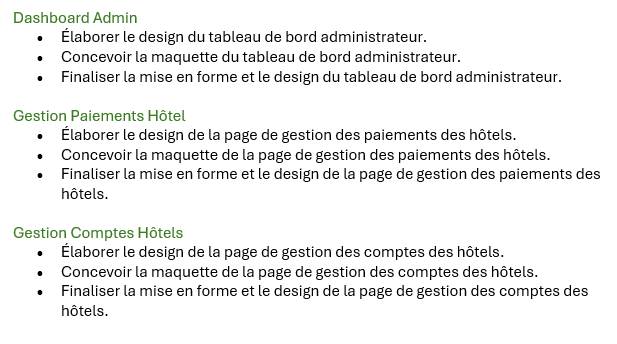 Dashboard Admin
• Élaborer le design du tableau de bord administrateur.
• Concevoir la maquette du tableau de bord administrateur.
• Finaliser la mise en forme et le design du tableau de bord administrateur.
Gestion Paiements Hôtel
• Élaborer le design de la page de gestion des paiements des hôtels.
• Concevoir la maquette de la page de gestion des paiements des hôtels.
• Finaliser la mise en forme et le design de la page de gestion des paiements des
hôtels.
Gestion Comptes Hôtels
• Élaborer le design de la page de gestion des comptes des hôtels.
• Concevoir la maquette de la page de gestion des comptes des hôtels.
• Finaliser la mise en forme et le design de la page de gestion des comptes des
hôtels.